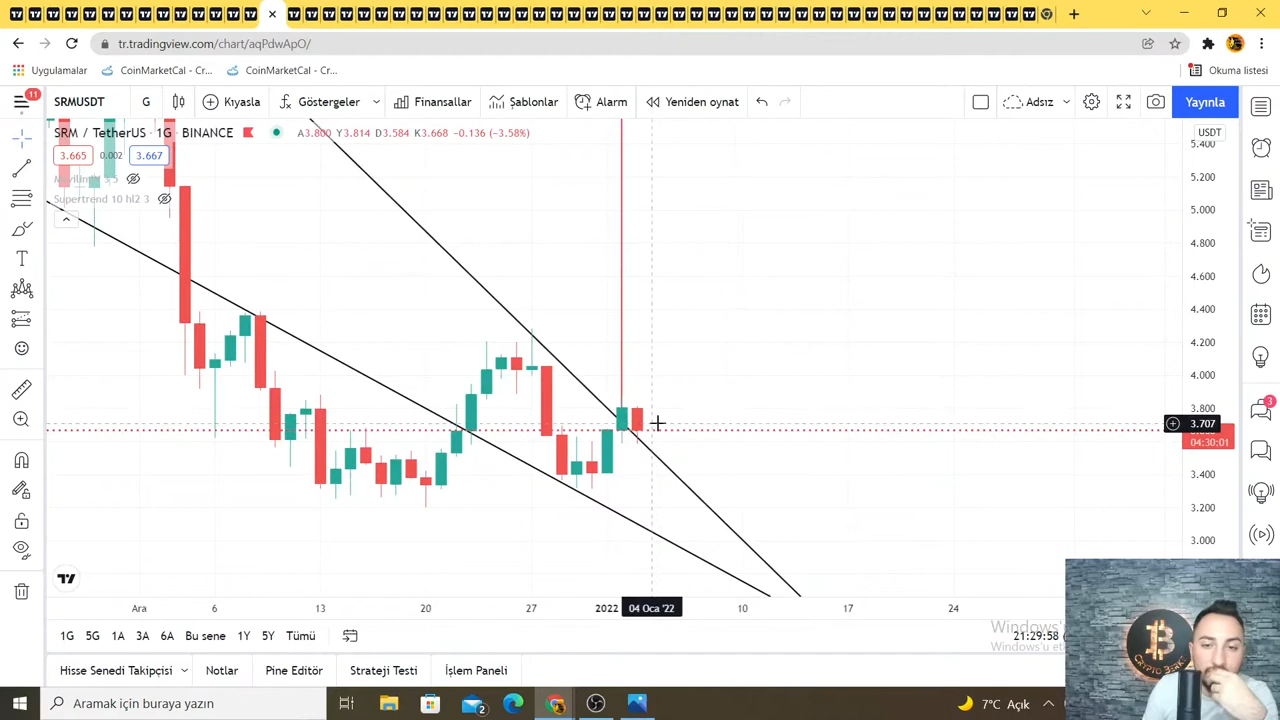 tr.tradingview.com/chart/aqPdwApO/
Uygulamalar
CoinMarketCal - Cr...
CoinMarketCal - Cr...
Okuma listesi
11
SRMUSDT
G
Kıyasla
Göstergeler
Finansallar
Şablonlar
Alarm
Yeniden oynat
Adsız
Yayınla
SRM / TetherUS · 1G · BINANCE
A3.800 Y3.814 D3.584 K3.668 −0.136 (−3.58%)
USDT
3.665
0.002
3.667
Supertrend 10 hl2 3
5.400
5.200
5.000
4.800
4.600
4.400
4.200
4.000
3.800
3.707
04:30:01
3.400
3.200
3.000
3
Ara
6
13
20
27
2022
04 Oca '22
10
17
24
1G
5G
1A
3A
6A
Bu sene
1Y
5Y
Tümü
21:29:58
Hisse Senedi Takipçisi
Notlar
Pine Editör
Strateji Testi
İşlem Paneli
CRYPTO BERKE
Aramak için buraya yazın
2
7°C Açık